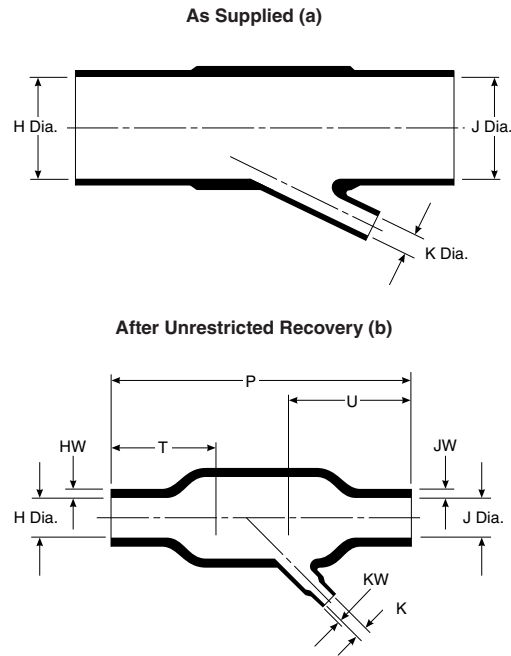 As Supplied (a)
H Dia.
J Dia.
K Dia.
After Unrestricted Recovery (b)
P
U
T
HW
JW
H Dia.
J Dia.
KW
K